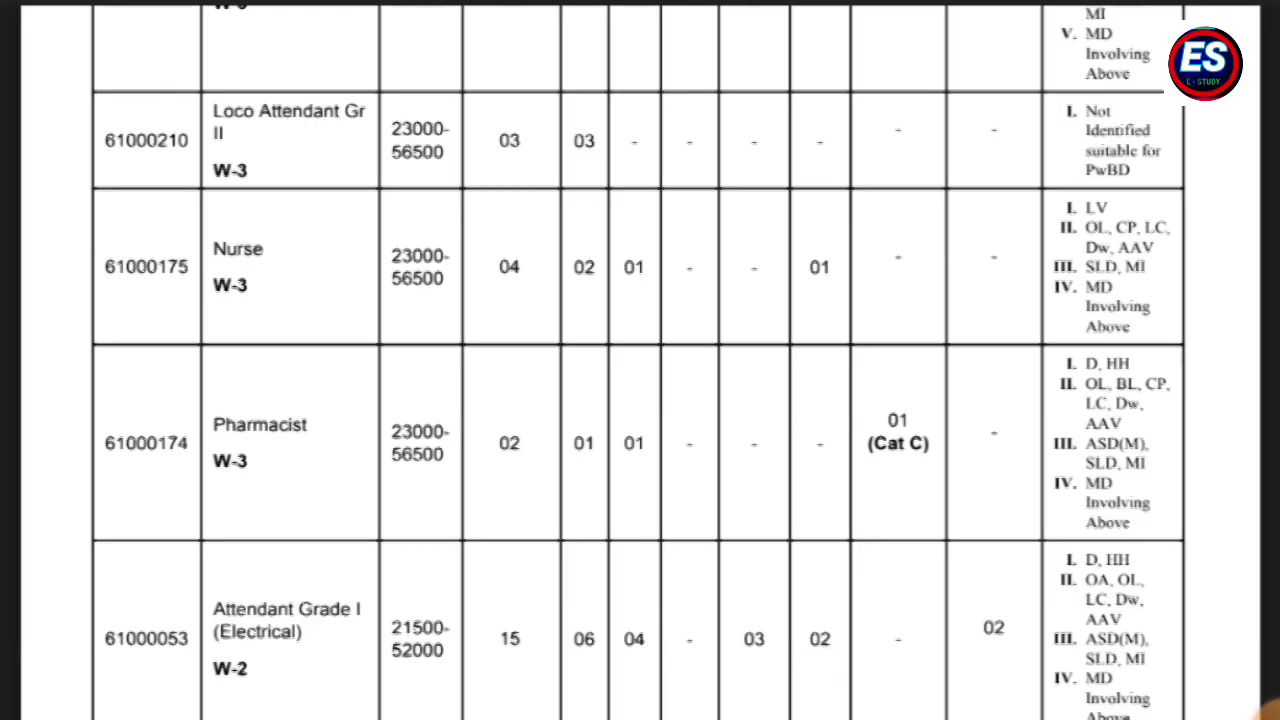 W-3
MI
V. MD
Involving
Above
ES
E - STUDY
61000210
Loco Attendant Gr
II
W-3
23000-
56500
03
03
-
-
-
-
-
-
I. Not
Identified
suitable for
PwBD
61000175
Nurse
W-3
23000-
56500
04
02
01
-
-
01
-
-
I. LV
II. OL, CP, LC,
Dw, AAV
III. SLD, MI
IV. MD
Involving
Above
61000174
Pharmacist
W-3
23000-
56500
02
01
01
-
-
-
01
(Cat C)
-
I. D, HH
II. OL, BL, CP,
LC, Dw,
AAV
III. ASD(M),
SLD, MI
IV. MD
Involving
Above
61000053
Attendant Grade I
(Electrical)
W-2
21500-
52000
15
06
04
-
03
02
-
02
I. D, HH
II. OA, OL,
LC, Dw,
AAV
III. ASD(M),
SLD, MI
IV. MD
Involving
Above